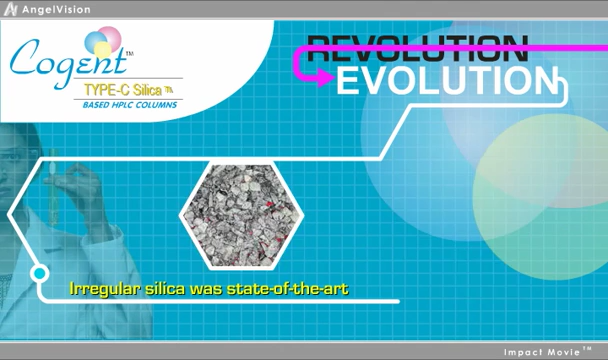 AngelVision
Cogent™
TYPE-C Silica™
BASED HPLC COLUMNS
REVOLUTION
EVOLUTION
Irregular silica was state-of-the-art
Impact Movie™